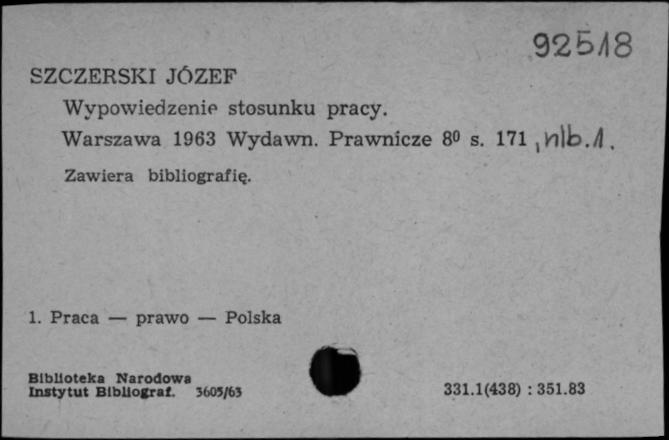 92518
SZCZERSKI JÓZEF
Wypowiedzenie stosunku pracy.
Warszawa 1963 Wydawn. Prawnicze 8⁰ s. 171, nlb. 1.
Zawiera bibliografię.
1. Praca — prawo — Polska
Biblioteka Narodowa
Instytut Bibliograf. 3605/63
331.1(438) : 351.83